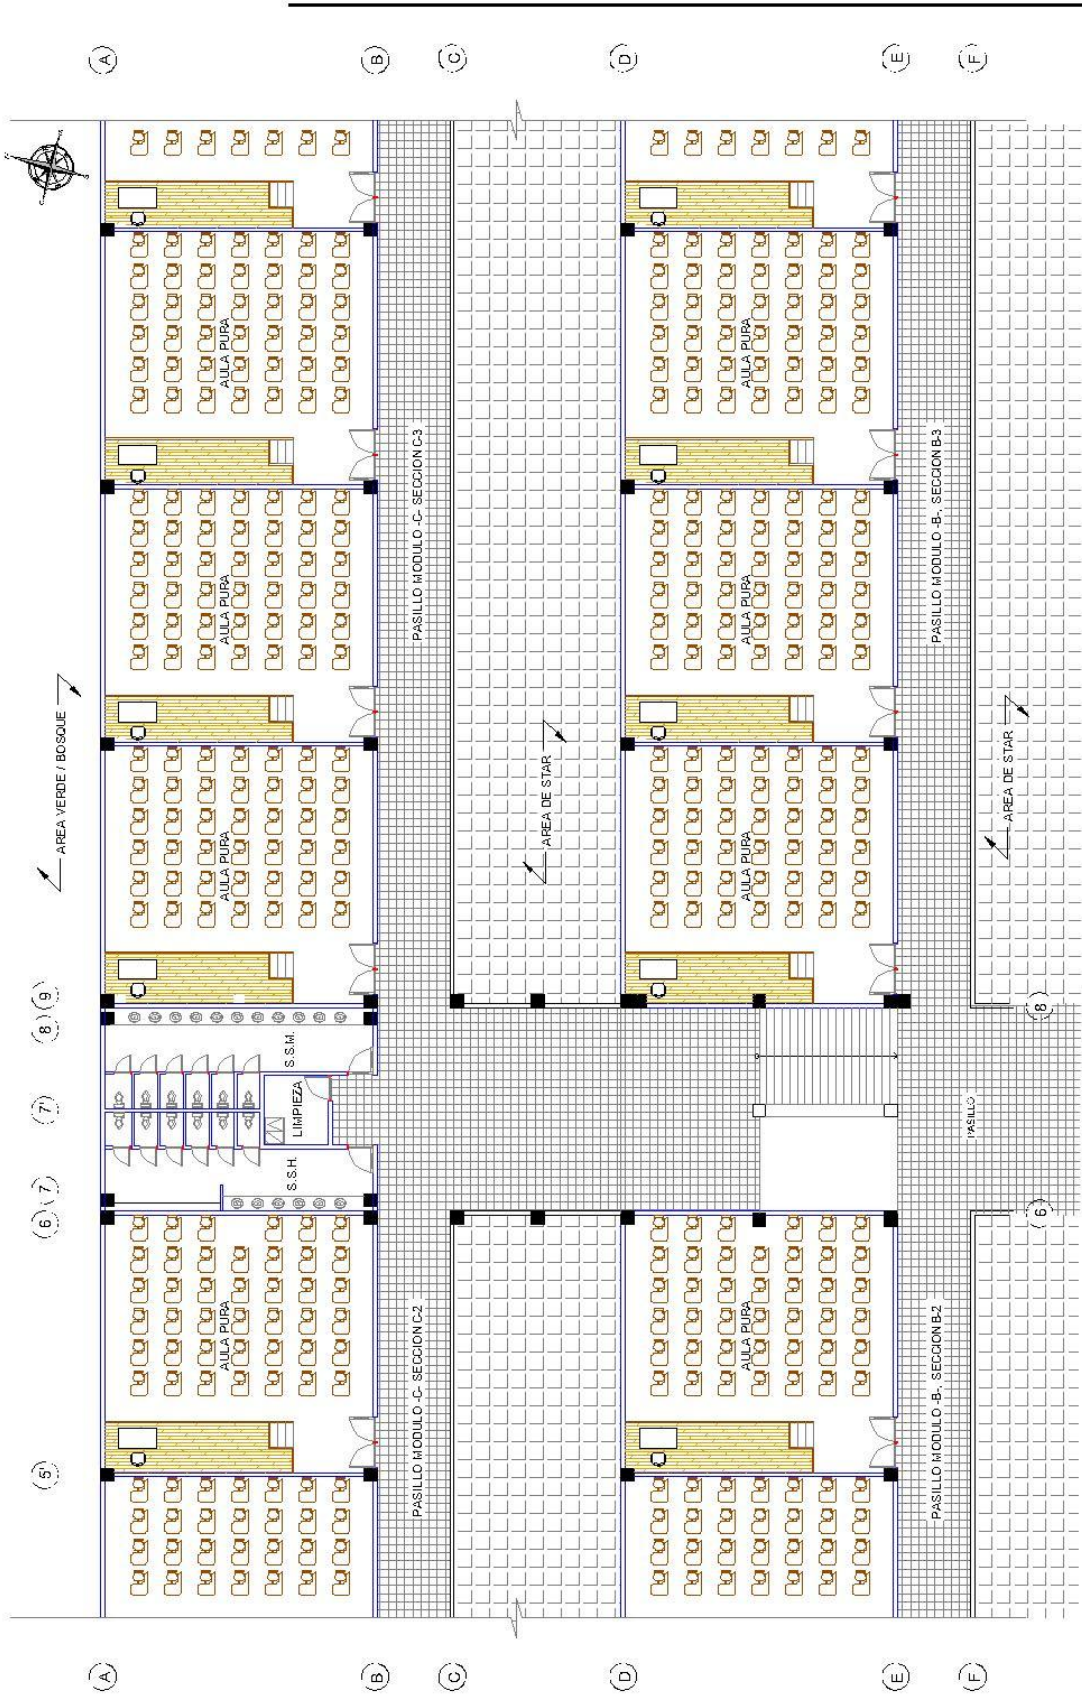 A
B
C
D
E
F
AULA PURA
AULA PURA
PASILLO MODULO -C- SECCION C-3
PASILLO MODULO -B-, SECCION B-3
AULA PURA
AULA PURA
AREA VERDE / BOSQUE
AREA DE STAR
AREA DE STAR
AULA PURA
AULA PURA
9
8
8
S.S.M.
7'
LIMPIEZA
PASILLO
S.S.H.
7
6
6
AULA PURA
AULA PURA
PASILLO MODULO -C- SECCION C-2
PASILLO MODULO -B-, SECCION B-2
5'
A
B
C
D
E
F